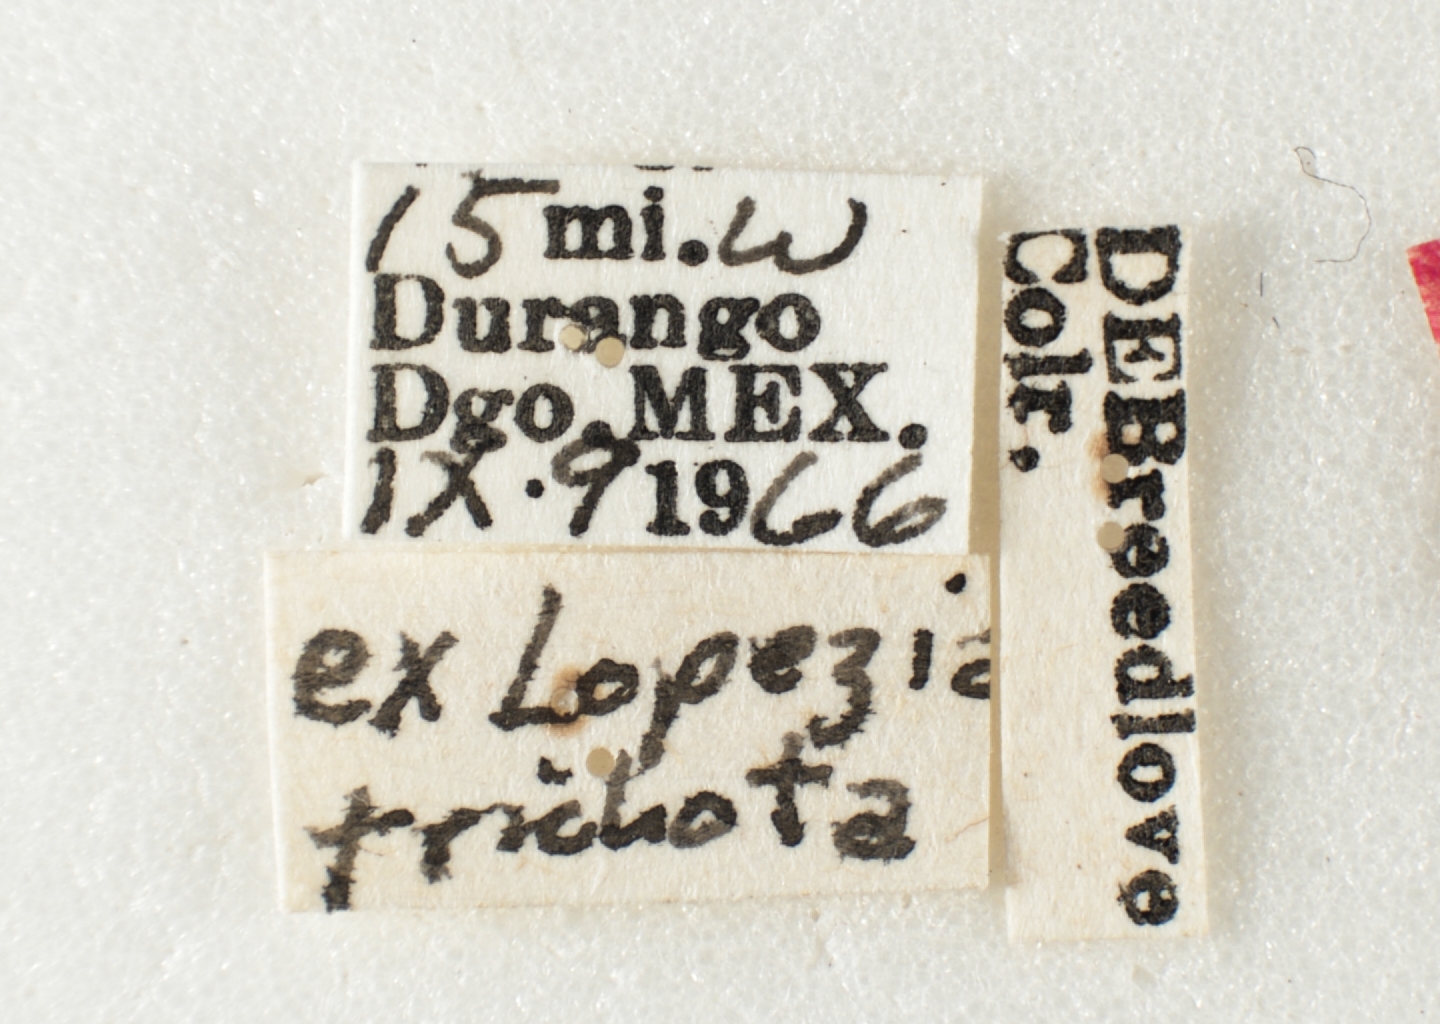 15 mi. W
Durango
Dgo. MEX.
IX·9 1966
ex Lopezia
trichota
DEBreedlove
Colr.